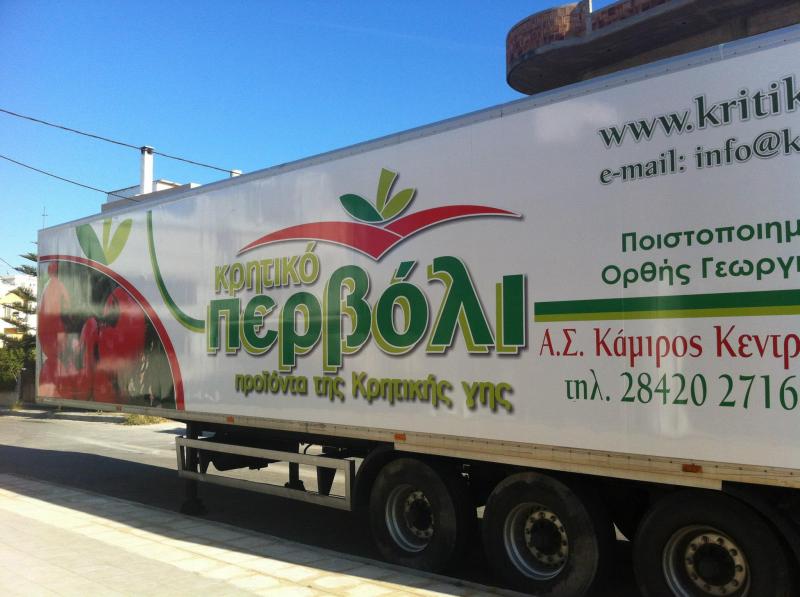 www.kritik
e-mail: info@k
κρητικό
περβόλι
προϊόντα της Κρητικής γης
Ποιστοποιημ
Ορθής Γεωργι
Α.Σ. Κάμιρος Κεντρ
τηλ. 28420 2716